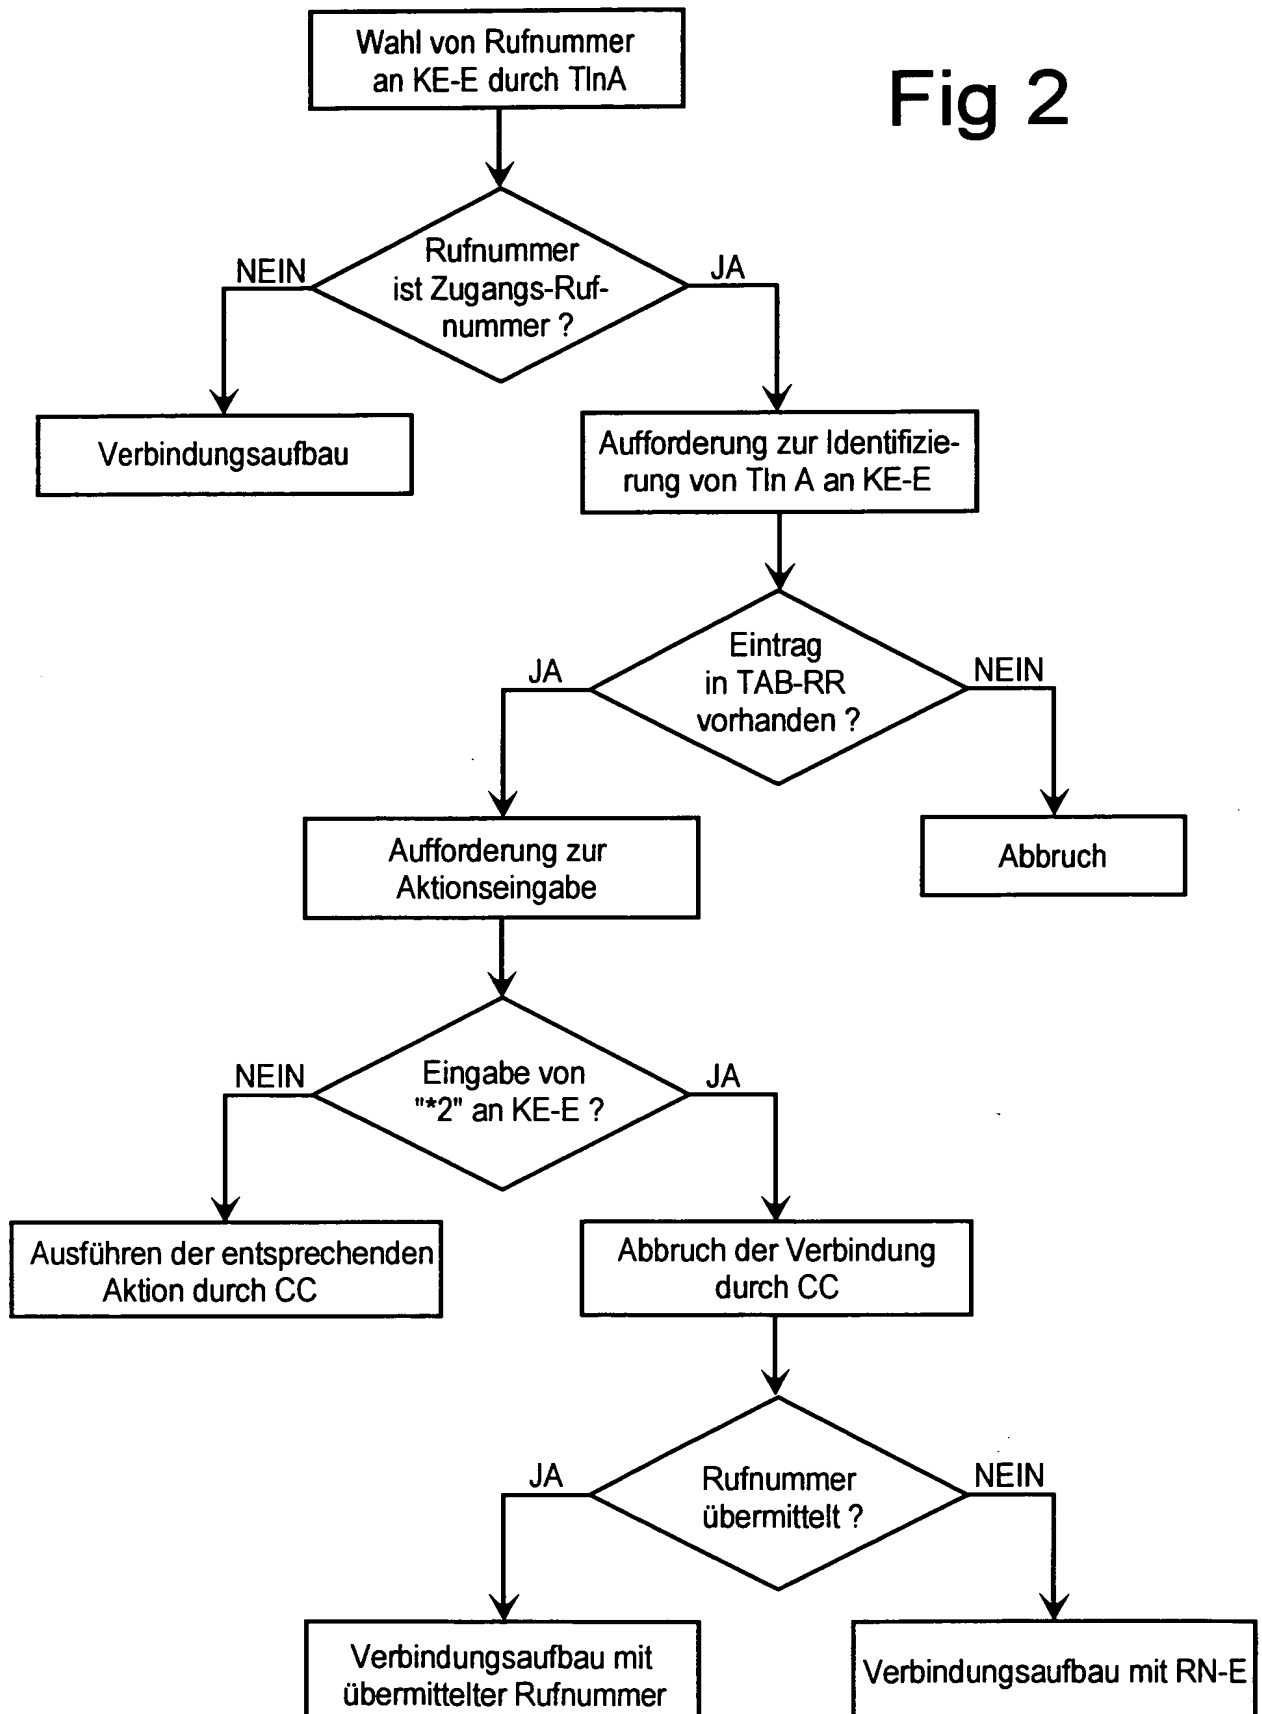 Wahl von Rufnummer
an KE-E durch TlnA
Fig 2
Rufnummer
ist Zugangs-Ruf-
nummer ?
NEIN
JA
Verbindungsaufbau
Aufforderung zur Identifizie-
rung von Tln A an KE-E
Eintrag
in TAB-RR
vorhanden ?
JA
NEIN
Aufforderung zur
Aktionseingabe
Abbruch
Eingabe von
"*2" an KE-E ?
NEIN
JA
Ausführen der entsprechenden
Aktion durch CC
Abbruch der Verbindung
durch CC
Rufnummer
übermittelt ?
JA
NEIN
Verbindungsaufbau mit
übermittelter Rufnummer
Verbindungsaufbau mit RN-E